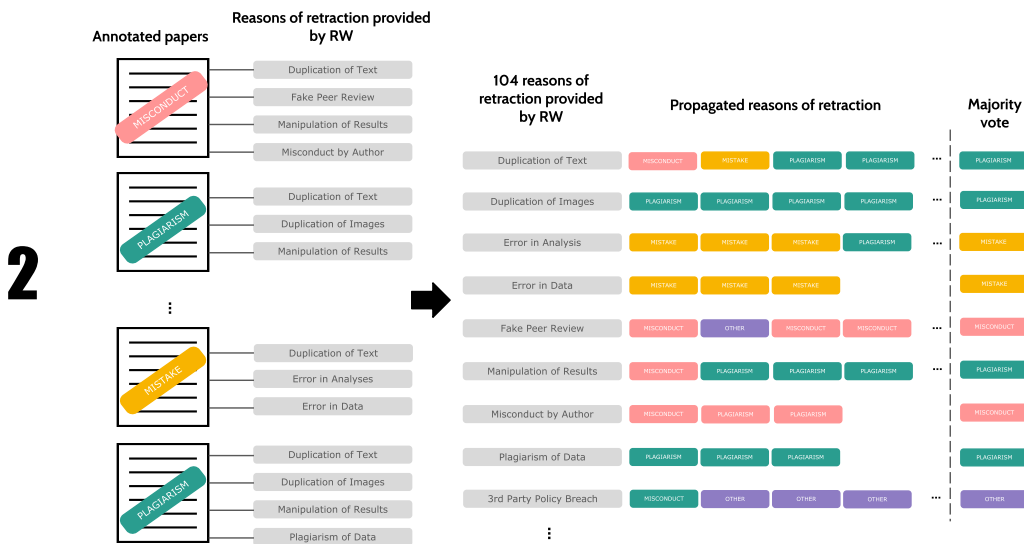 Annotated papers
Reasons of retraction provided
by RW
MISCONDUCT
Duplication of Text
Fake Peer Review
Manipulation of Results
Misconduct by Author
PLAGIARISM
Duplication of Text
Duplication of Images
Manipulation of Results
2
...
MISTAKE
Duplication of Text
Error in Analyses
Error in Data
PLAGIARISM
Duplication of Text
Duplication of Images
Manipulation of Results
Plagiarism of Data
104 reasons of
retraction provided
by RW
Propagated reasons of retraction
Majority
vote
Duplication of Text MISCONDUCT MISTAKE PLAGIARISM PLAGIARISM ... PLAGIARISM
Duplication of Images PLAGIARISM PLAGIARISM PLAGIARISM PLAGIARISM ... PLAGIARISM
Error in Analysis MISTAKE MISTAKE MISTAKE PLAGIARISM ... MISTAKE
Error in Data MISTAKE MISTAKE MISTAKE MISTAKE
Fake Peer Review MISCONDUCT OTHER MISCONDUCT MISCONDUCT ... MISCONDUCT
Manipulation of Results MISCONDUCT PLAGIARISM PLAGIARISM PLAGIARISM ... PLAGIARISM
Misconduct by Author MISCONDUCT PLAGIARISM PLAGIARISM MISCONDUCT
Plagiarism of Data PLAGIARISM PLAGIARISM PLAGIARISM PLAGIARISM
3rd Party Policy Breach MISCONDUCT OTHER OTHER OTHER ... OTHER
...